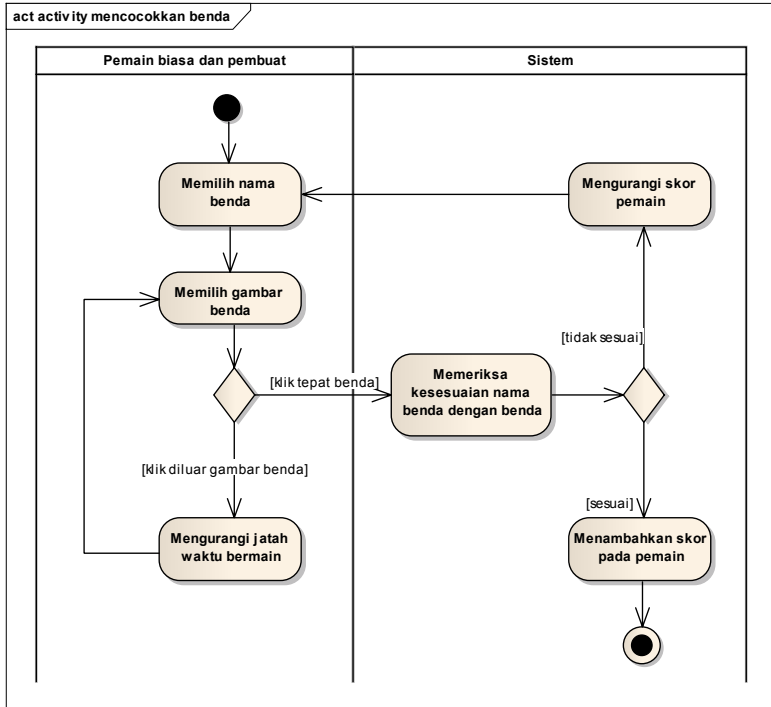 act activity mencocokkan benda
Pemain biasa dan pembuat
Sistem
Memilih nama
benda
Mengurangi skor
pemain
Memilih gambar
benda
[tidak sesuai]
[klik tepat benda]
Memeriksa
kesesuaian nama
benda dengan benda
[klik diluar gambar benda]
[sesuai]
Mengurangi jatah
waktu bermain
Menambahkan skor
pada pemain